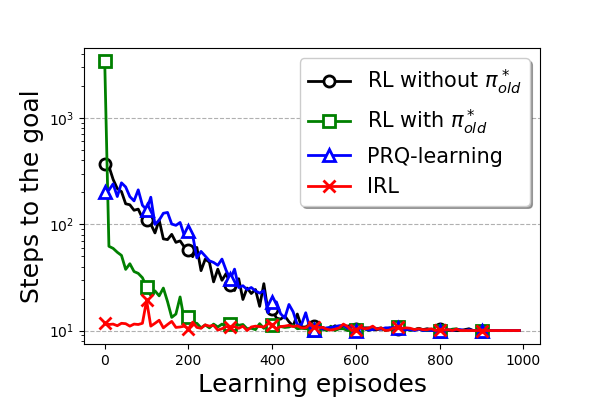 Steps to the goal
10³
10²
10¹
RL without π*old
RL with π*old
PRQ-learning
IRL
0 200 400 600 800 1000
Learning episodes